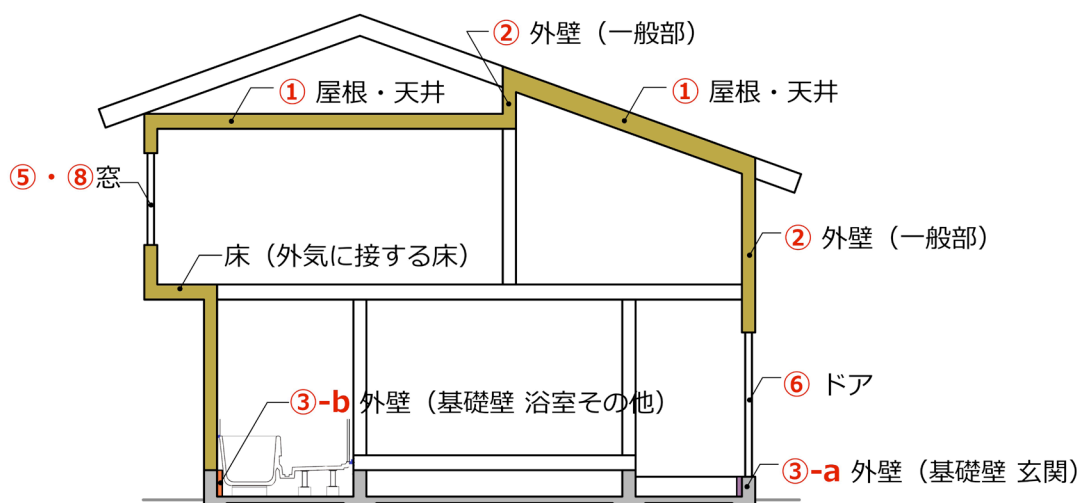 ② 外壁（一般部）
① 屋根・天井
① 屋根・天井
⑤・⑧窓
② 外壁（一般部）
床（外気に接する床）
⑥ ドア
③-b 外壁（基礎壁 浴室その他）
③-a 外壁（基礎壁 玄関）